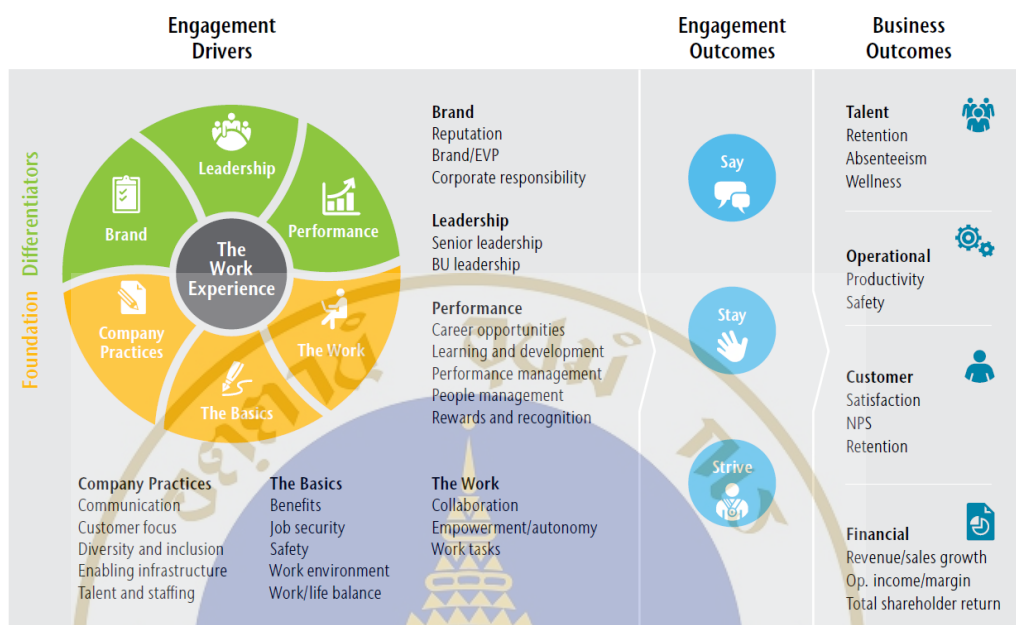 Engagement
Drivers
Engagement
Outcomes
Business
Outcomes
Differentiators
Foundation
Leadership
Brand
Performance
The
Work
Experience
Company
Practices
The Work
The Basics
Brand
Reputation
Brand/EVP
Corporate responsibility
Leadership
Senior leadership
BU leadership
Performance
Career opportunities
Learning and development
Performance management
People management
Rewards and recognition
Company Practices
Communication
Customer focus
Diversity and inclusion
Enabling infrastructure
Talent and staffing
The Basics
Benefits
Job security
Safety
Work environment
Work/life balance
The Work
Collaboration
Empowerment/autonomy
Work tasks
Say
Stay
Strive
Talent
Retention
Absenteeism
Wellness
Operational
Productivity
Safety
Customer
Satisfaction
NPS
Retention
Financial
Revenue/sales growth
Op. income/margin
Total shareholder return